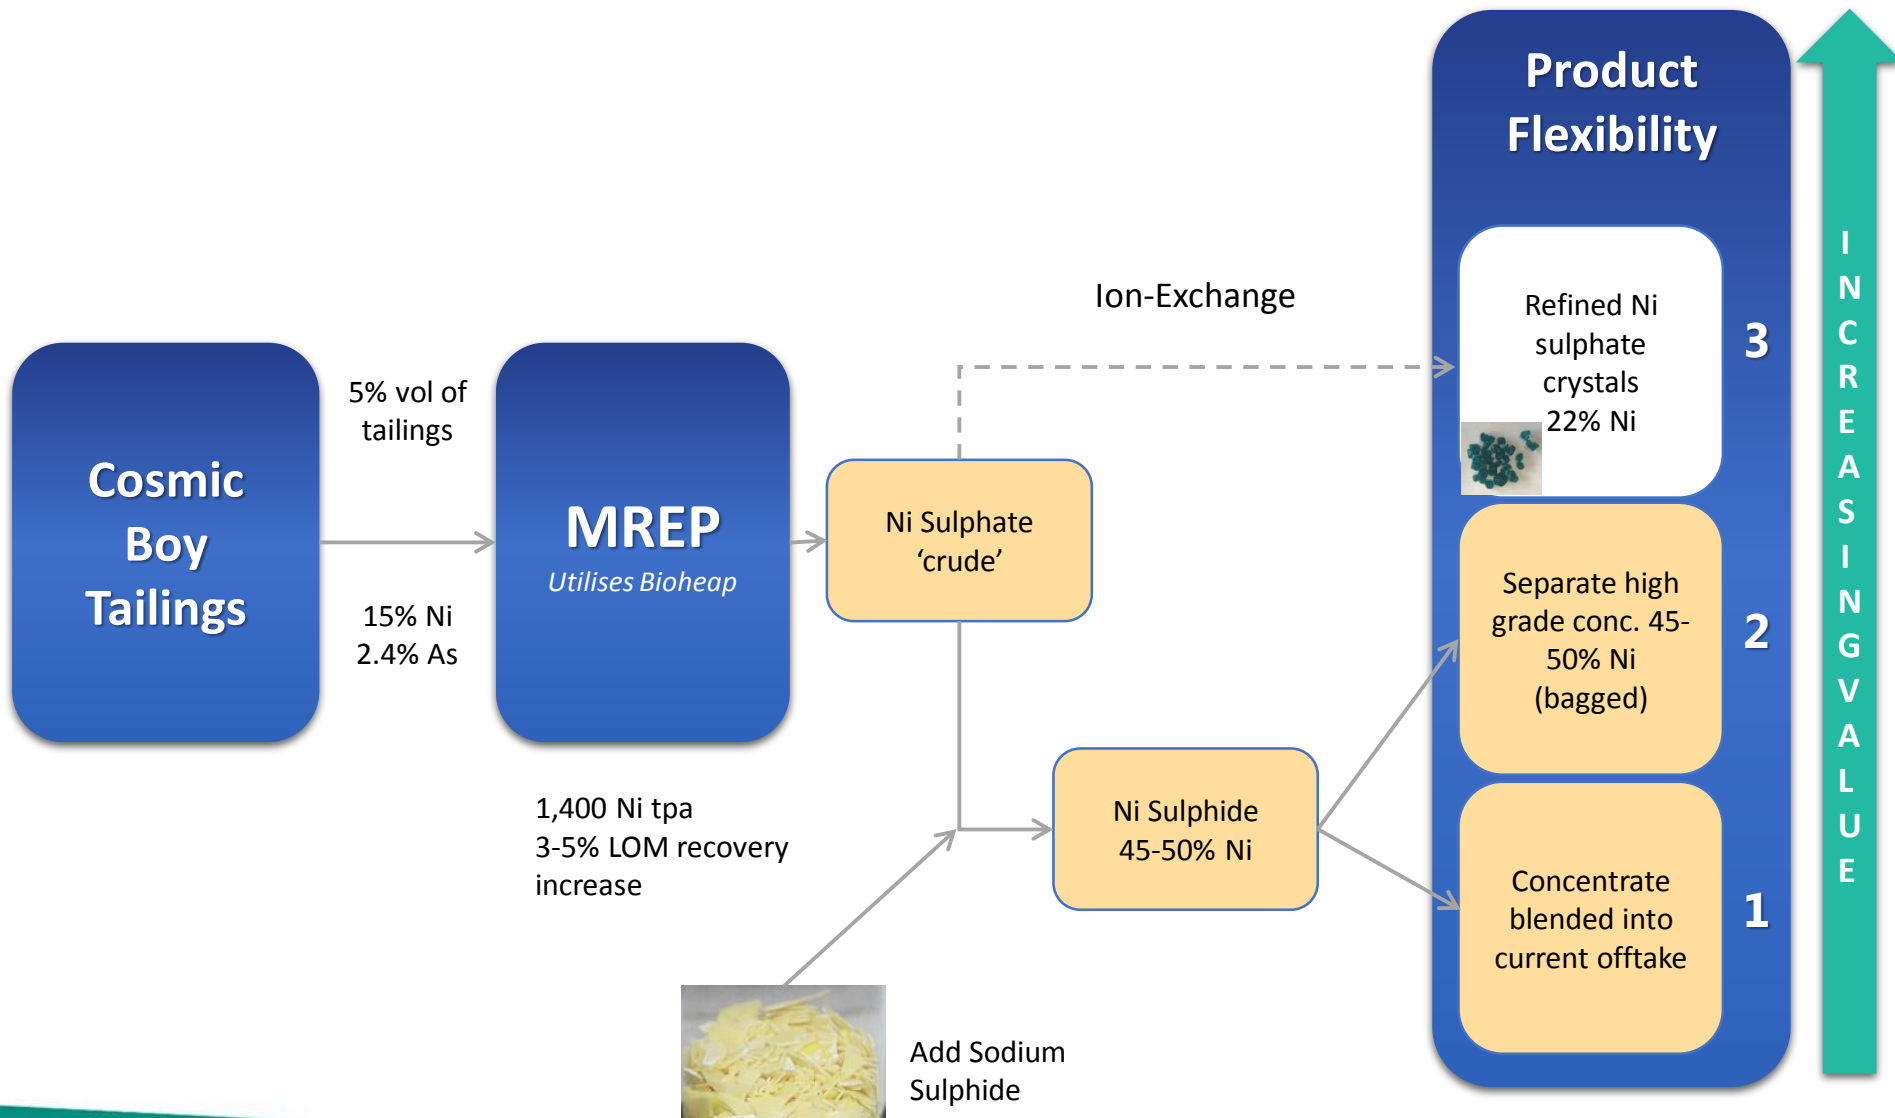 Cosmic
Boy
Tailings
5% vol of
tailings
15% Ni
2.4% As
MREP
Utilises Bioheap
1,400 Ni tpa
3-5% LOM recovery
increase
Ni Sulphate
‘crude’
Ion-Exchange
Add Sodium
Sulphide
Ni Sulphide
45-50% Ni
Product
Flexibility
Refined Ni
sulphate
crystals
22% Ni
3
Separate high
grade conc. 45-
50% Ni
(bagged)
2
Concentrate
blended into
current offtake
1
I
N
C
R
E
A
S
I
N
G
V
A
L
U
E